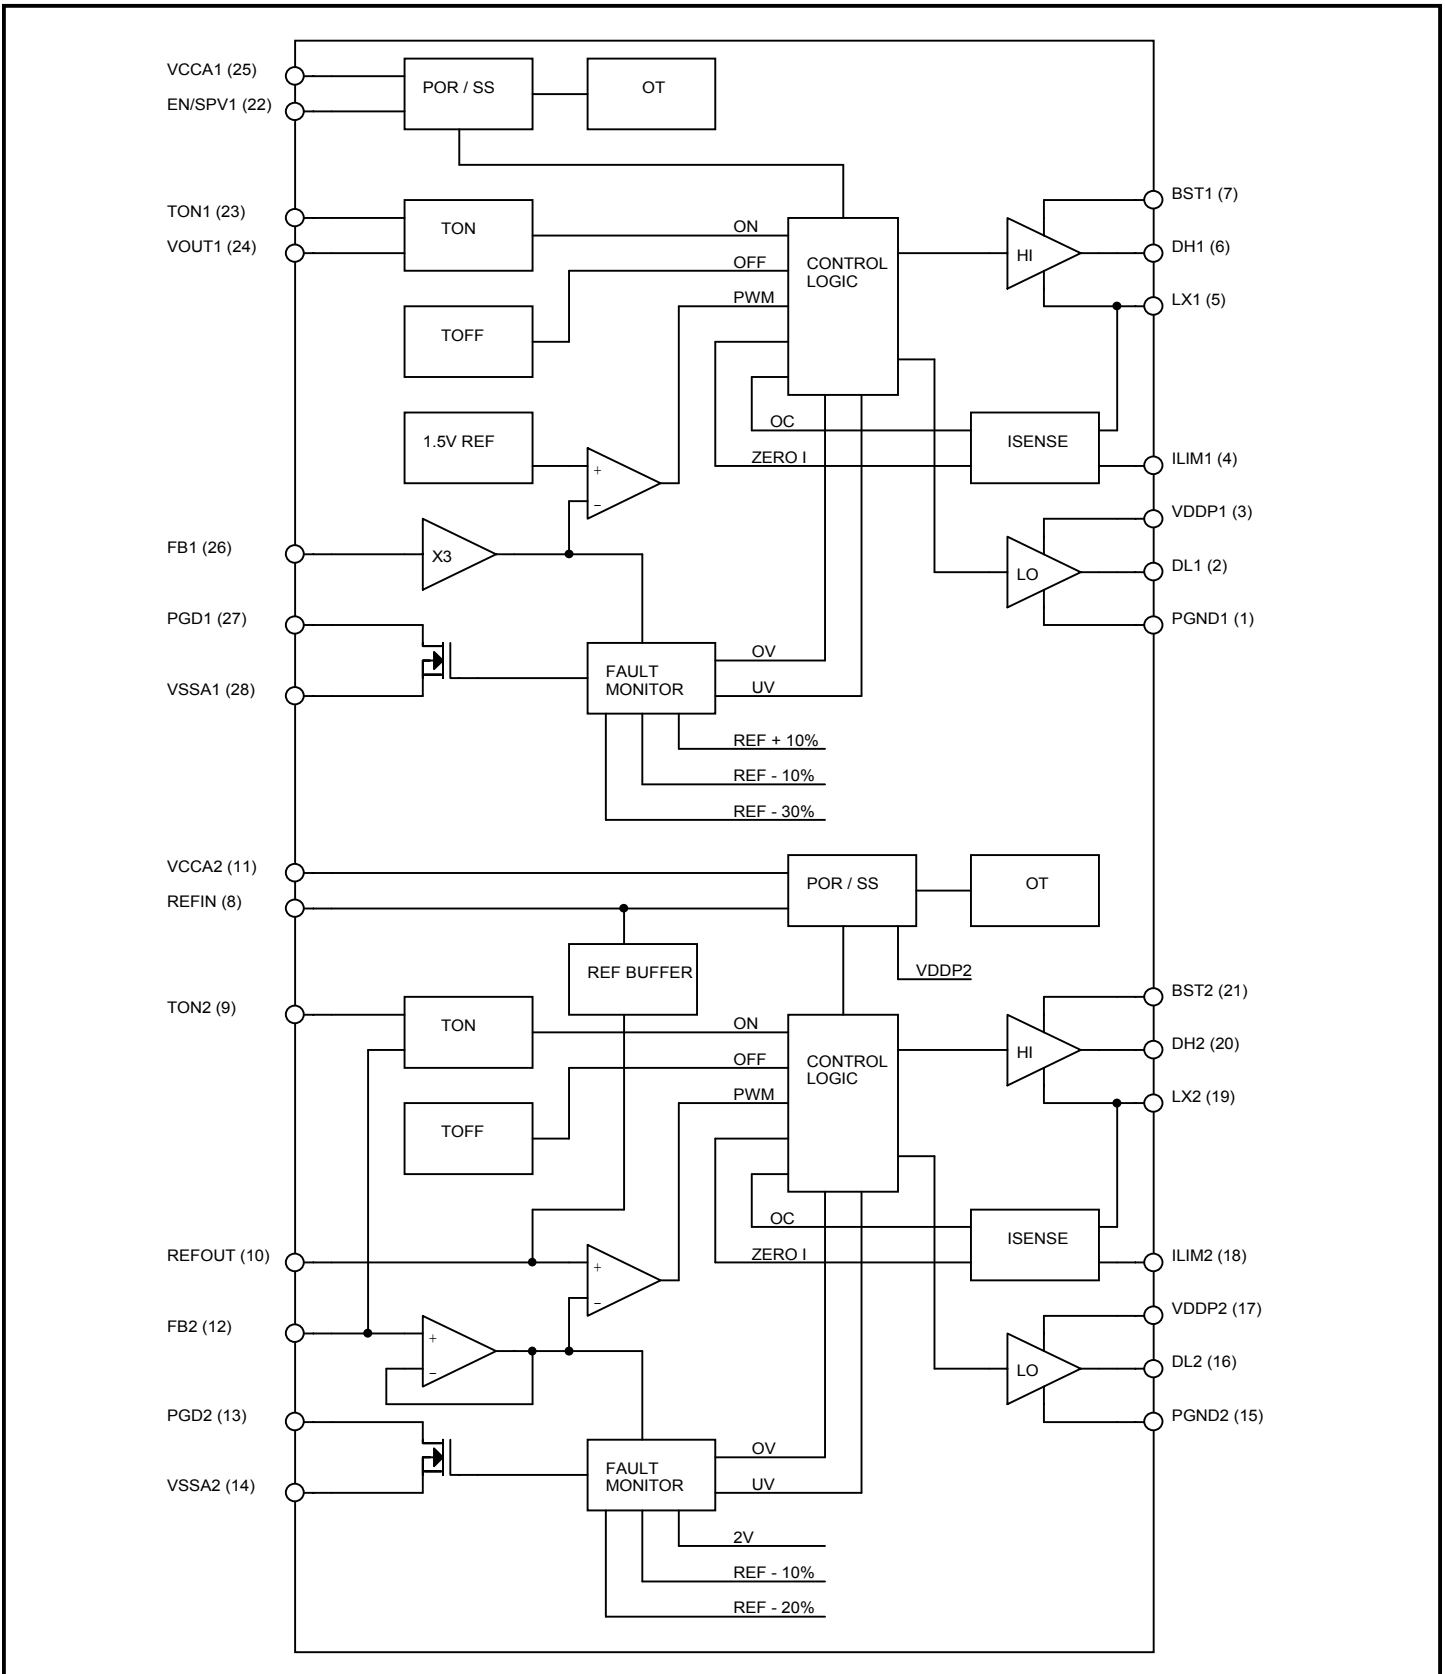 VCCA1 (25)
EN/SPV1 (22)
POR / SS
OT
TON1 (23)
VOUT1 (24)
TON
ON
OFF
PWM
CONTROL
LOGIC
HI
BST1 (7)
DH1 (6)
LX1 (5)
TOFF
1.5V REF
+
−
OC
ZERO I
ISENSE
ILIM1 (4)
VDDP1 (3)
FB1 (26)
X3
LO
DL1 (2)
PGD1 (27)
PGND1 (1)
VSSA1 (28)
FAULT
MONITOR
OV
UV
REF + 10%
REF - 10%
REF - 30%
VCCA2 (11)
REFIN (8)
POR / SS
OT
REF BUFFER
VDDP2
TON2 (9)
TON
ON
OFF
PWM
CONTROL
LOGIC
HI
BST2 (21)
DH2 (20)
LX2 (19)
TOFF
OC
ZERO I
ISENSE
REFOUT (10)
+
−
ILIM2 (18)
VDDP2 (17)
FB2 (12)
+
−
LO
DL2 (16)
PGD2 (13)
PGND2 (15)
VSSA2 (14)
FAULT
MONITOR
OV
UV
2V
REF - 10%
REF - 20%